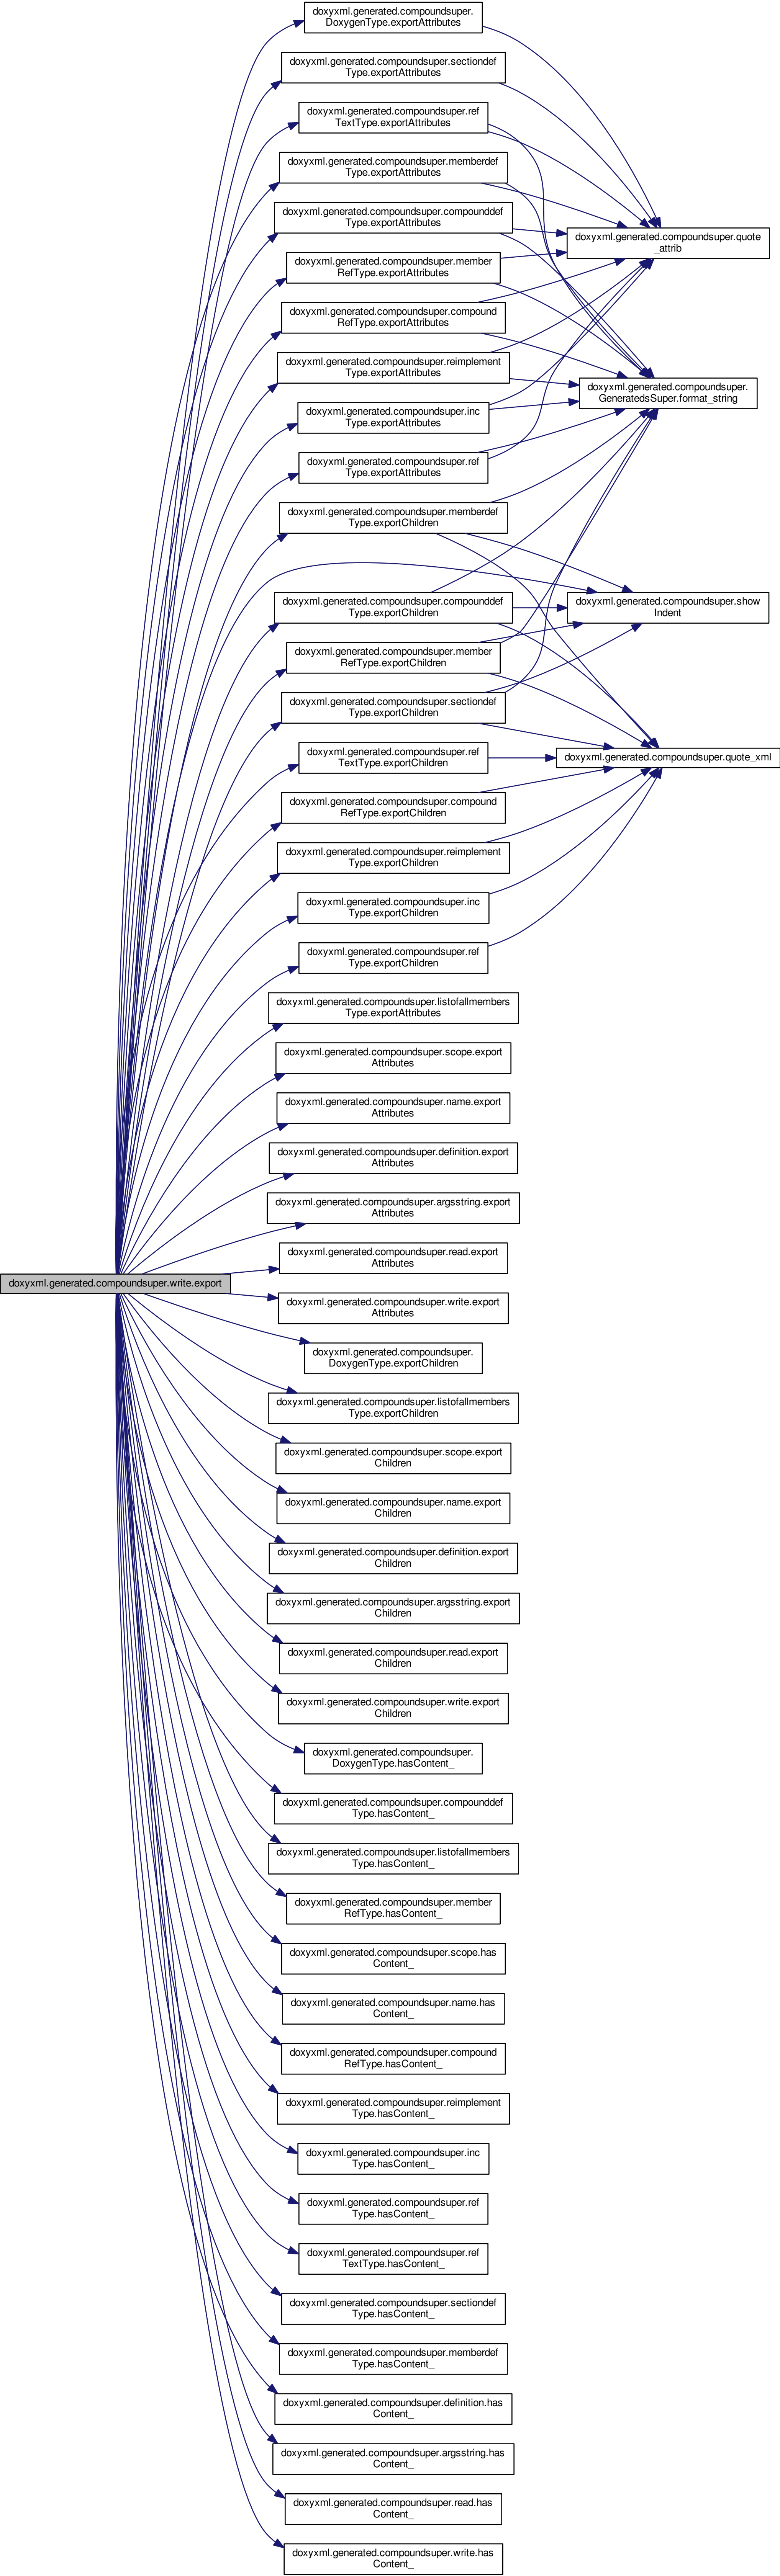 doxyxml.generated.compoundsuper.
DoxygenType.exportAttributes
doxyxml.generated.compoundsuper.sectiondef
Type.exportAttributes
doxyxml.generated.compoundsuper.ref
TextType.exportAttributes
doxyxml.generated.compoundsuper.memberdef
Type.exportAttributes
doxyxml.generated.compoundsuper.compounddef
Type.exportAttributes
doxyxml.generated.compoundsuper.quote
_attrib
doxyxml.generated.compoundsuper.member
RefType.exportAttributes
doxyxml.generated.compoundsuper.compound
RefType.exportAttributes
doxyxml.generated.compoundsuper.reimplement
Type.exportAttributes
doxyxml.generated.compoundsuper.
GeneratedsSuper.format_string
doxyxml.generated.compoundsuper.inc
Type.exportAttributes
doxyxml.generated.compoundsuper.ref
Type.exportAttributes
doxyxml.generated.compoundsuper.memberdef
Type.exportChildren
doxyxml.generated.compoundsuper.compounddef
Type.exportChildren
doxyxml.generated.compoundsuper.show
Indent
doxyxml.generated.compoundsuper.member
RefType.exportChildren
doxyxml.generated.compoundsuper.sectiondef
Type.exportChildren
doxyxml.generated.compoundsuper.ref
TextType.exportChildren
doxyxml.generated.compoundsuper.quote_xml
doxyxml.generated.compoundsuper.compound
RefType.exportChildren
doxyxml.generated.compoundsuper.reimplement
Type.exportChildren
doxyxml.generated.compoundsuper.inc
Type.exportChildren
doxyxml.generated.compoundsuper.ref
Type.exportChildren
doxyxml.generated.compoundsuper.listofallmembers
Type.exportAttributes
doxyxml.generated.compoundsuper.scope.export
Attributes
doxyxml.generated.compoundsuper.name.export
Attributes
doxyxml.generated.compoundsuper.definition.export
Attributes
doxyxml.generated.compoundsuper.argsstring.export
Attributes
doxyxml.generated.compoundsuper.read.export
Attributes
doxyxml.generated.compoundsuper.write.export
doxyxml.generated.compoundsuper.write.export
Attributes
doxyxml.generated.compoundsuper.
DoxygenType.exportChildren
doxyxml.generated.compoundsuper.listofallmembers
Type.exportChildren
doxyxml.generated.compoundsuper.scope.export
Children
doxyxml.generated.compoundsuper.name.export
Children
doxyxml.generated.compoundsuper.definition.export
Children
doxyxml.generated.compoundsuper.argsstring.export
Children
doxyxml.generated.compoundsuper.read.export
Children
doxyxml.generated.compoundsuper.write.export
Children
doxyxml.generated.compoundsuper.
DoxygenType.hasContent_
doxyxml.generated.compoundsuper.compounddef
Type.hasContent_
doxyxml.generated.compoundsuper.listofallmembers
Type.hasContent_
doxyxml.generated.compoundsuper.member
RefType.hasContent_
doxyxml.generated.compoundsuper.scope.has
Content_
doxyxml.generated.compoundsuper.name.has
Content_
doxyxml.generated.compoundsuper.compound
RefType.hasContent_
doxyxml.generated.compoundsuper.reimplement
Type.hasContent_
doxyxml.generated.compoundsuper.inc
Type.hasContent_
doxyxml.generated.compoundsuper.ref
Type.hasContent_
doxyxml.generated.compoundsuper.ref
TextType.hasContent_
doxyxml.generated.compoundsuper.sectiondef
Type.hasContent_
doxyxml.generated.compoundsuper.memberdef
Type.hasContent_
doxyxml.generated.compoundsuper.definition.has
Content_
doxyxml.generated.compoundsuper.argsstring.has
Content_
doxyxml.generated.compoundsuper.read.has
Content_
doxyxml.generated.compoundsuper.write.has
Content_